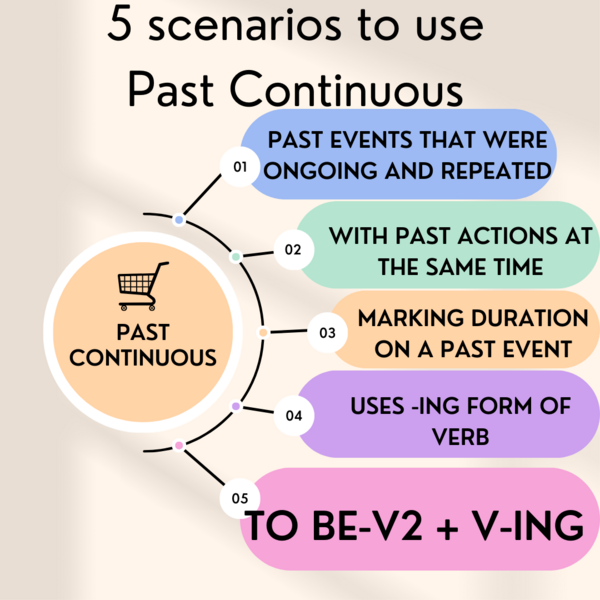 5 scenarios to use
Past Continuous
01
PAST EVENTS THAT WERE
ONGOING AND REPEATED
02
WITH PAST ACTIONS AT
THE SAME TIME
PAST
CONTINUOUS
03
MARKING DURATION
ON A PAST EVENT
04
USES -ING FORM OF
VERB
05
TO BE-V2 + V-ING